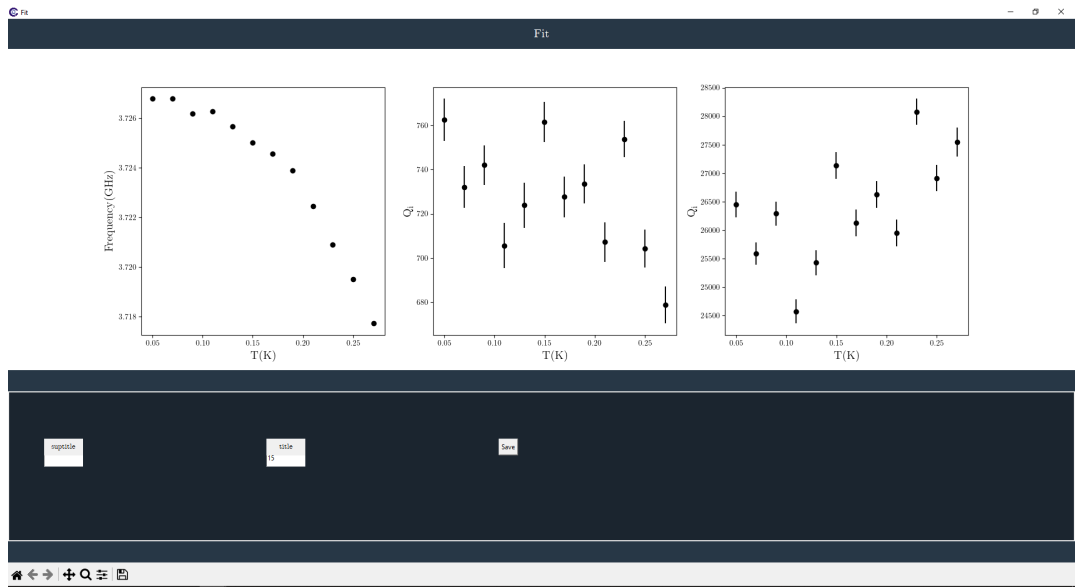 Fit
Fit
3.726
3.724
3.722
3.720
3.718
Frequency(GHz)
0.05 0.10 0.15 0.20 0.25
T(K)
760
740
720
700
680
Qi
0.05 0.10 0.15 0.20 0.25
T(K)
28500
28000
27500
27000
26500
26000
25500
25000
24500
Qi
0.05 0.10 0.15 0.20 0.25
T(K)
suptitle
title
15
Save